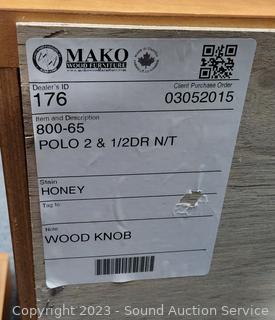 MAKO
WOOD FURNITURE
Dealer's ID
Client Purchase Order
176
03052015
Item and Description
800-65
POLO 2 & 1/2DR N/T
Stain
HONEY
Tag to
Note
WOOD KNOB
© Copyright 2023 - Sound Auction Service